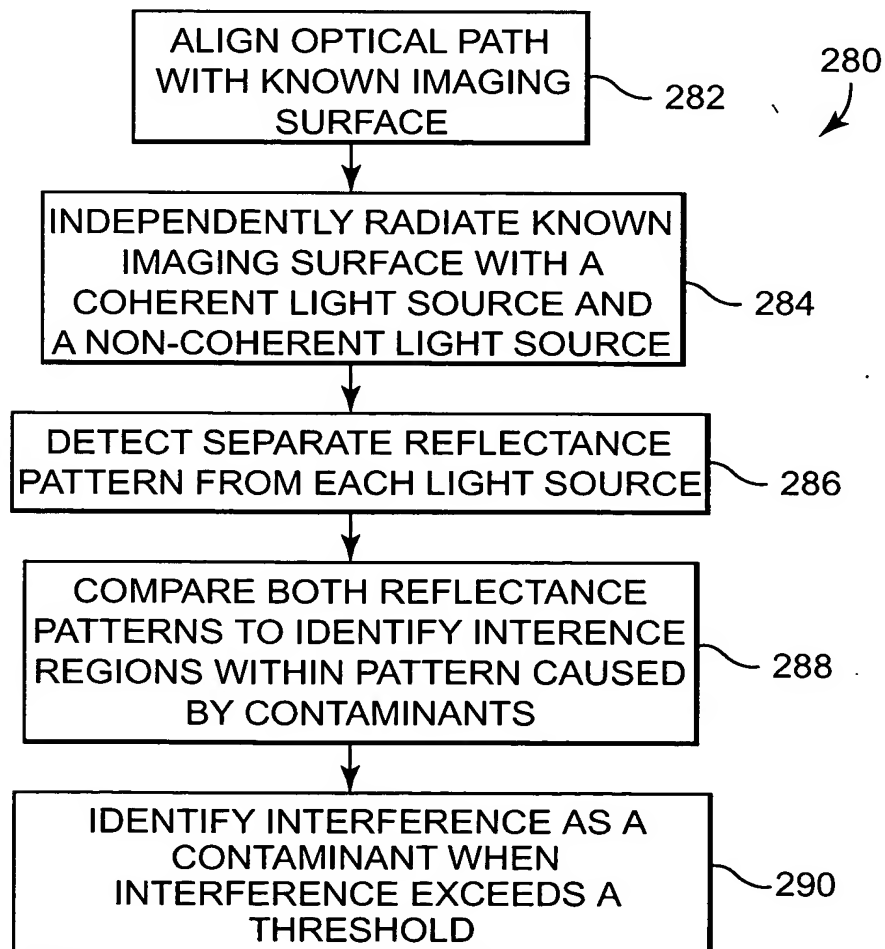 ALIGN OPTICAL PATH
WITH KNOWN IMAGING
SURFACE
282
280
INDEPENDENTLY RADIATE KNOWN
IMAGING SURFACE WITH A
COHERENT LIGHT SOURCE AND
A NON-COHERENT LIGHT SOURCE
284
DETECT SEPARATE REFLECTANCE
PATTERN FROM EACH LIGHT SOURCE
286
COMPARE BOTH REFLECTANCE
PATTERNS TO IDENTIFY INTERENCE
REGIONS WITHIN PATTERN CAUSED
BY CONTAMINANTS
288
IDENTIFY INTERFERENCE AS A
CONTAMINANT WHEN
INTERFERENCE EXCEEDS A
THRESHOLD
290